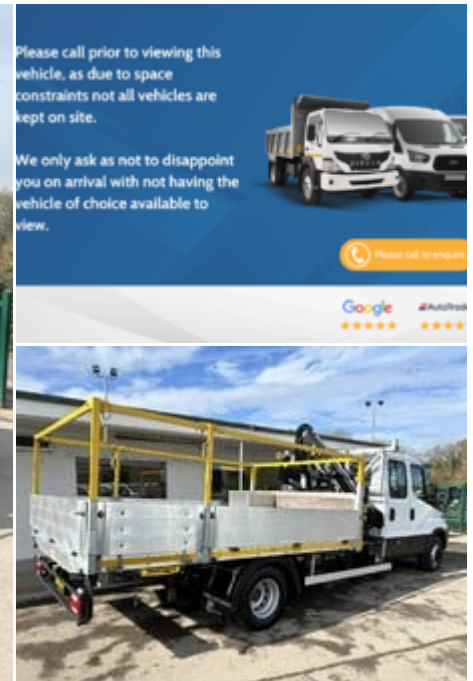 Please call prior to viewing this
vehicle, as due to space
constraints not all vehicles are
kept on site.
We only ask as not to disappoint
you on arrival with not having the
vehicle of choice available to
view.
Please call to enquire
Google
AutoTrade